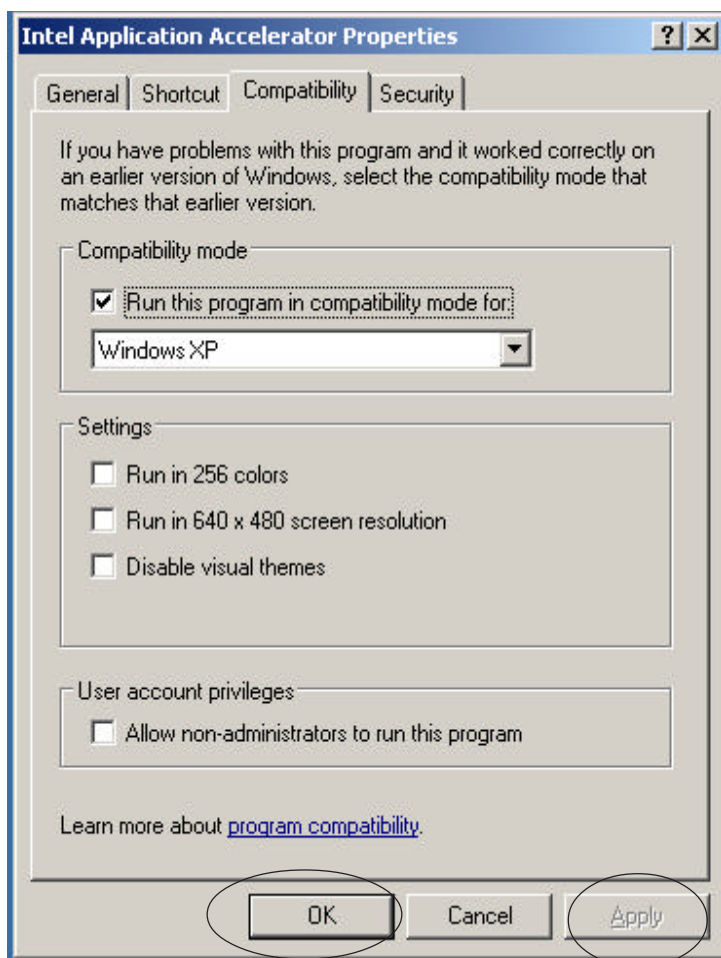 Intel Application Accelerator Properties
General Shortcut Compatibility Security
If you have problems with this program and it worked correctly on
an earlier version of Windows, select the compatibility mode that
matches that earlier version.
Compatibility mode
Run this program in compatibility mode for:
Windows XP
Settings
Run in 256 colors
Run in 640 x 480 screen resolution
Disable visual themes
User account privileges
Allow non-administrators to run this program
Learn more about program compatibility.
OK Cancel Apply